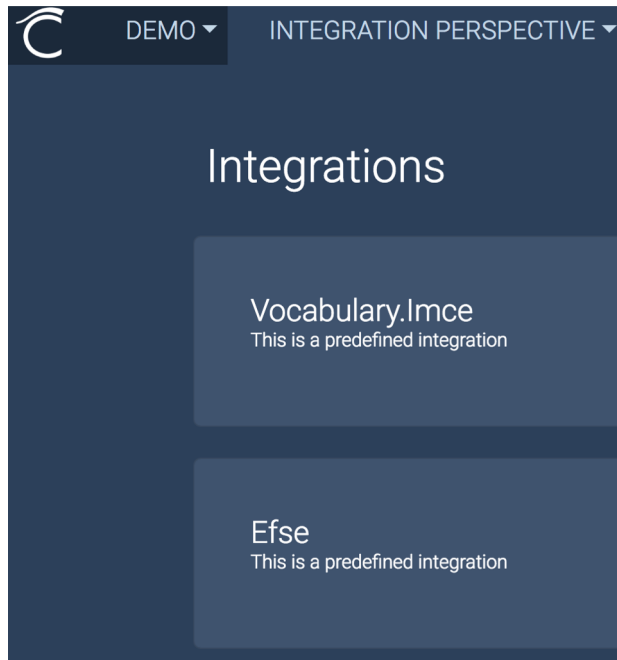 DEMO
INTEGRATION PERSPECTIVE
Integrations
Vocabulary.Imce
This is a predefined integration
Efse
This is a predefined integration